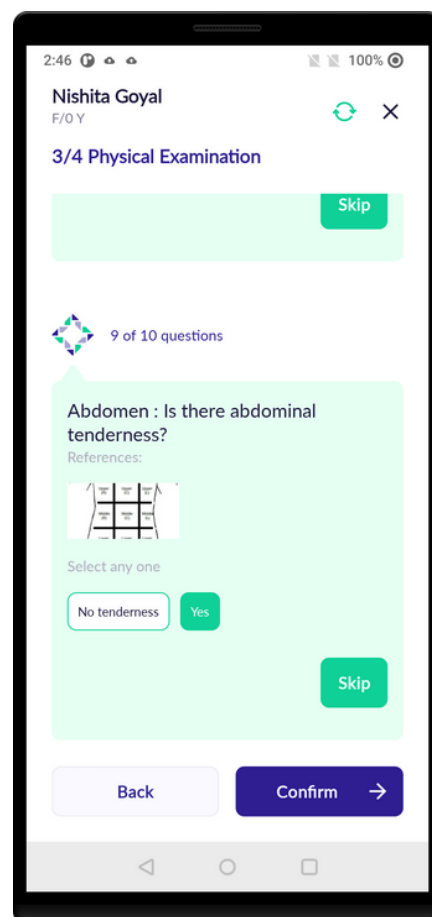 2:46
100%
Nishita Goyal
F/0 Y
3/4 Physical Examination
Skip
9 of 10 questions
Abdomen : Is there abdominal
tenderness?
References:
Select any one
No tenderness
Yes
Skip
Back
Confirm